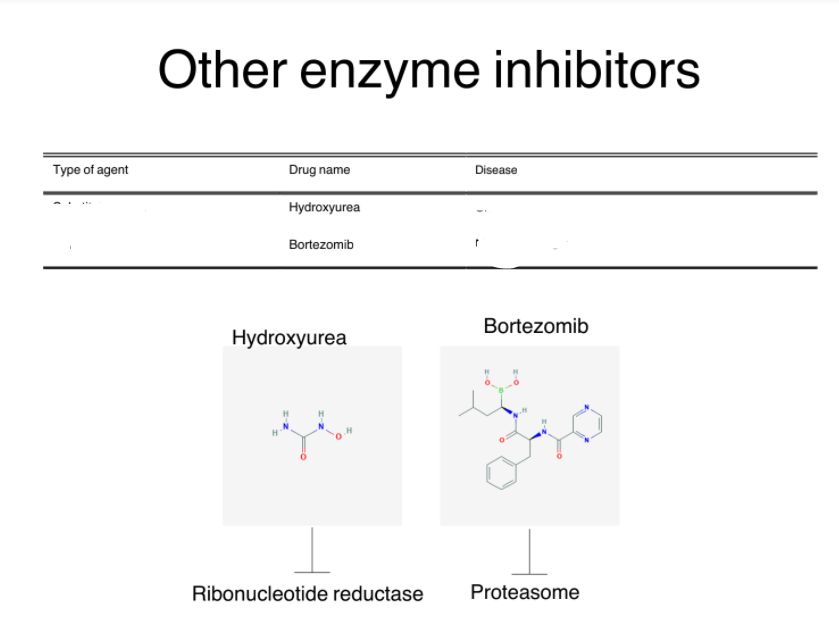 Other enzyme inhibitors
Type of agent Drug name Disease
Hydroxyurea
Bortezomib
Hydroxyurea
Bortezomib
H H
O O
B
H H
N N
H O H
O
N H
O
H
N
O
N
N
Ribonucleotide reductase
Proteasome